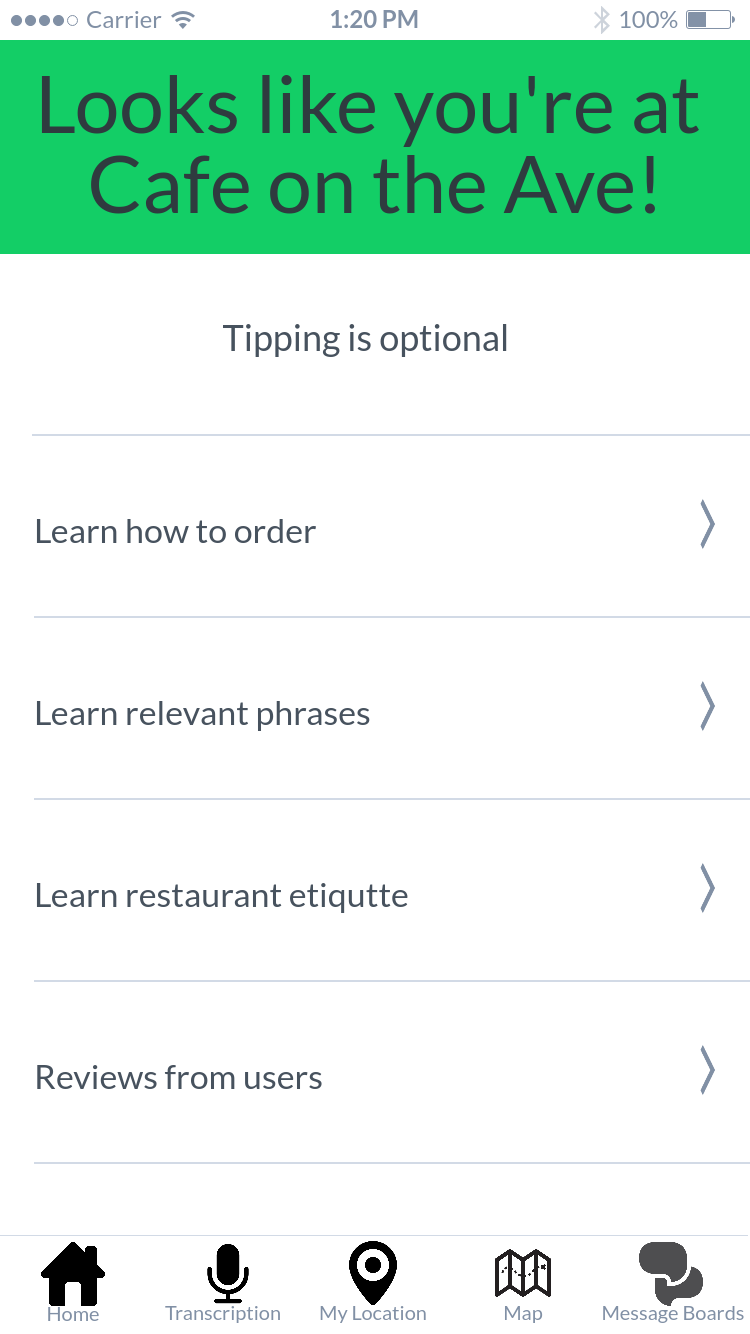 Carrier 1:20 PM 100%
Looks like you're at
Cafe on the Ave!
Tipping is optional
Learn how to order
Learn relevant phrases
Learn restaurant etiqutte
Reviews from users
Home Transcription My Location Map Message Boards